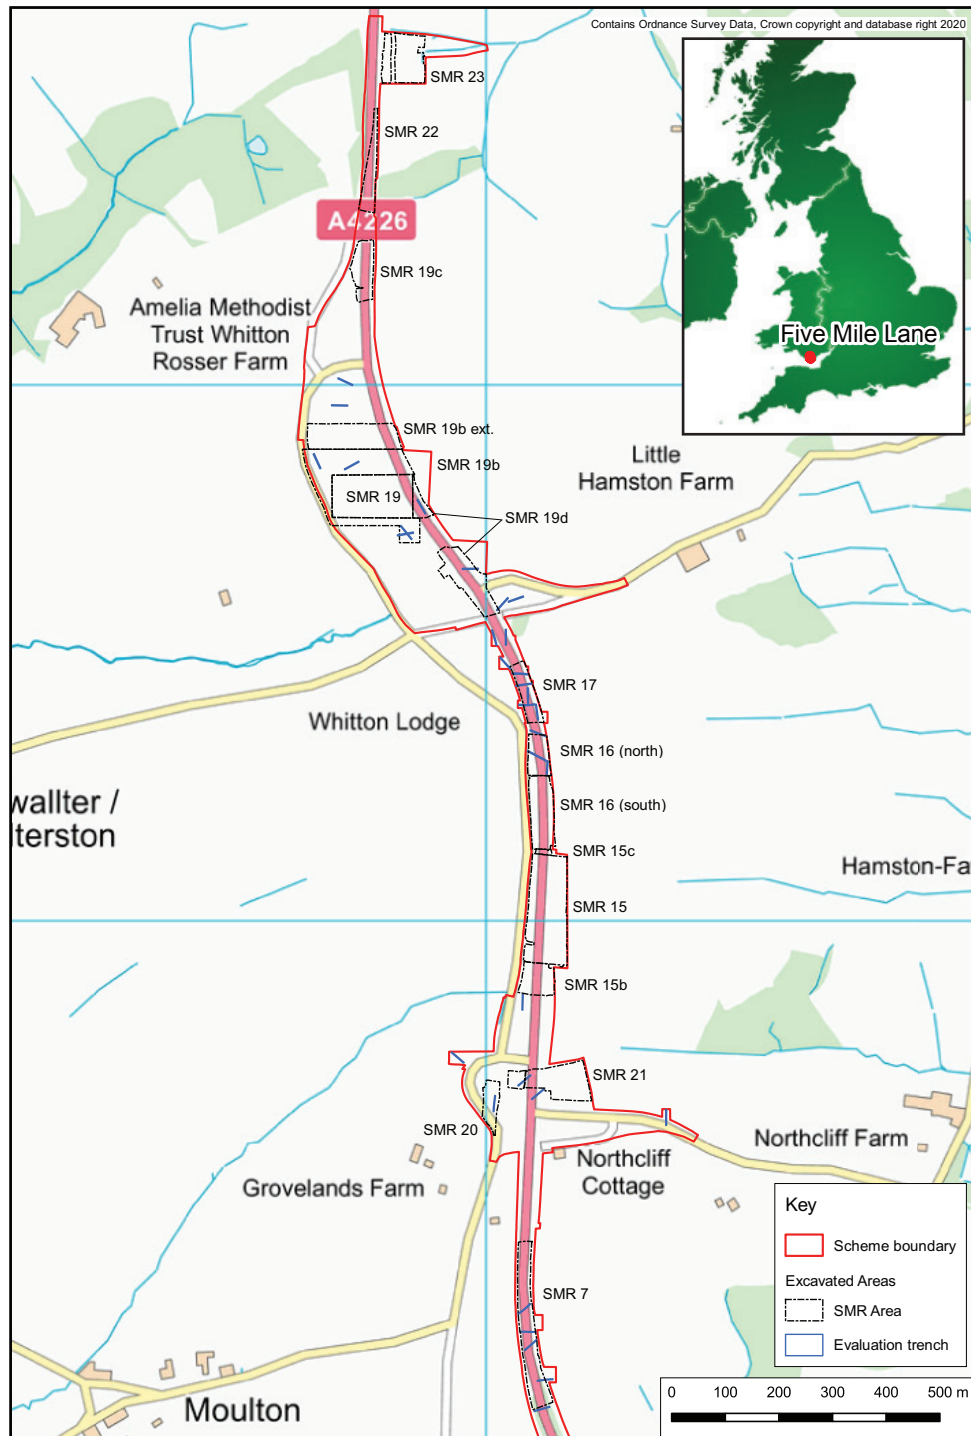 Contains Ordnance Survey Data, Crown copyright and database right 2020
SMR 23
SMR 22
A4226
SMR 19c
Amelia Methodist
Trust Whitton
Rosser Farm
Five Mile Lane
SMR 19b ext.
SMR 19b
Little
Hamston Farm
SMR 19
SMR 19d
SMR 17
Whitton Lodge
SMR 16 (north)
wallter /
lterston
SMR 16 (south)
SMR 15c
Hamston-Fa
SMR 15
SMR 15b
SMR 21
SMR 20
Northcliff Farm
Northcliff
Cottage
Grovelands Farm
Key
Scheme boundary
Excavated Areas
SMR Area
Evaluation trench
SMR 7
Moulton
0 100 200 300 400 500 m